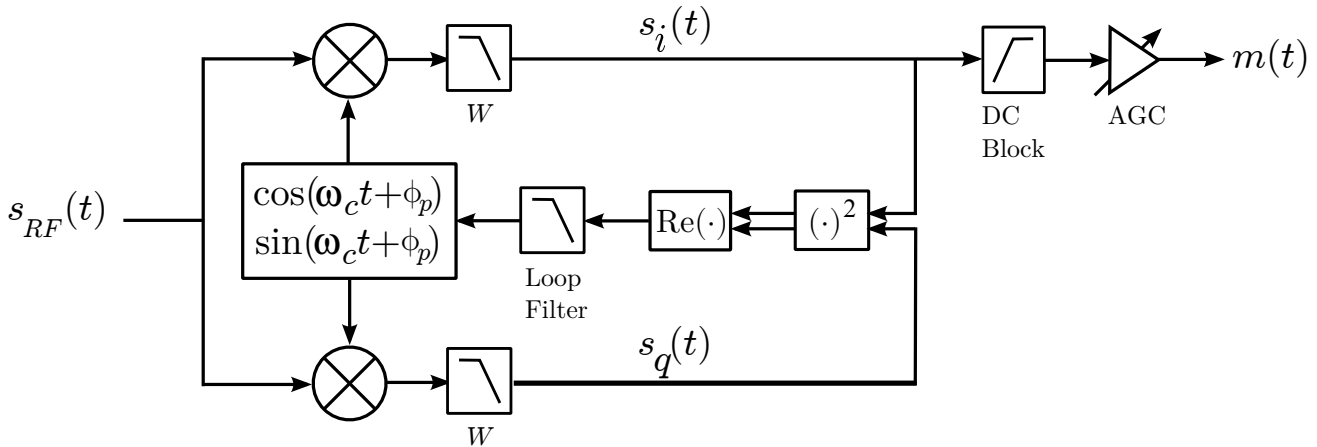 s_i(t)
m(t)
W
DC
Block
AGC
s_RF(t)
cos(ω_c t+ϕ_p)
sin(ω_c t+ϕ_p)
Re(·)
(·)²
Loop
Filter
s_q(t)
W